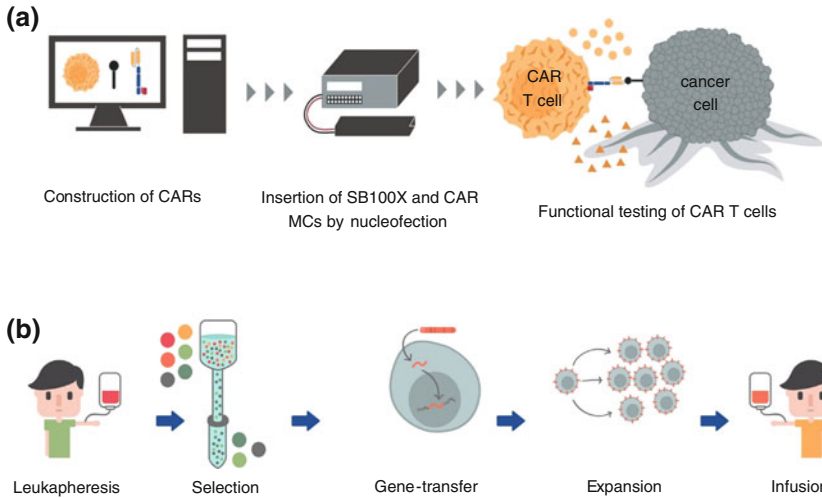 (a)
CAR
T cell
cancer
cell
Construction of CARs
Insertion of SB100X and CAR
MCs by nucleofection
Functional testing of CAR T cells
(b)
Leukapheresis
Selection
Gene-transfer
Expansion
Infusion